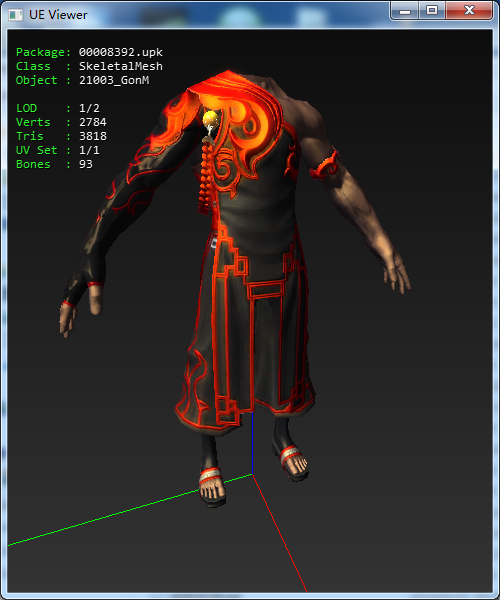 UE Viewer
Package: 00008392.upk
Class : SkeletalMesh
Object : 21003_GonM
LOD : 1/2
Verts : 2784
Tris : 3818
UV Set : 1/1
Bones : 93